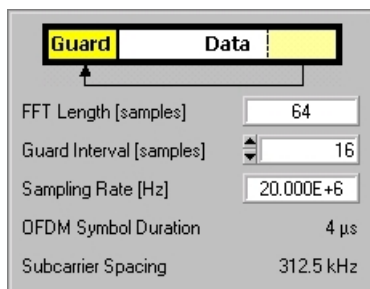 Guard Data
FFT Length [samples] 64
Guard Interval [samples] 16
Sampling Rate [Hz] 20.000E+6
OFDM Symbol Duration 4 µs
Subcarrier Spacing 312.5 kHz